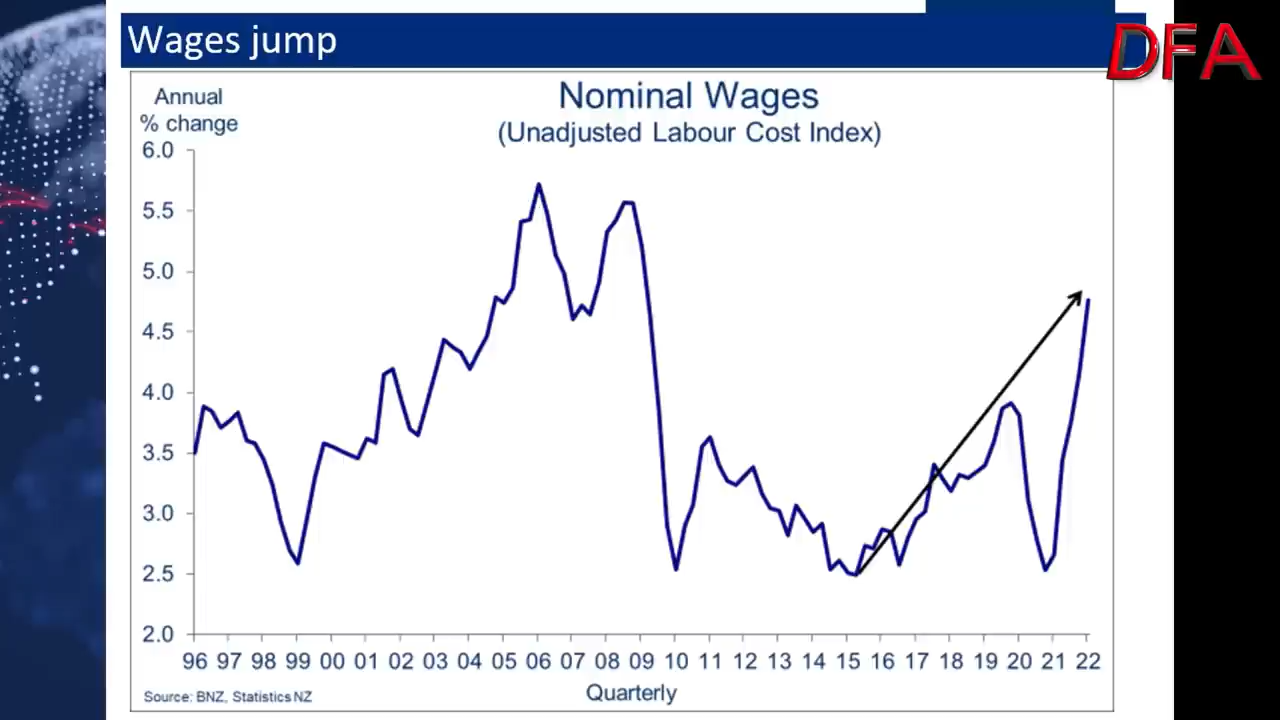 Wages jump
DFA
Annual
% change
Nominal Wages
(Unadjusted Labour Cost Index)
6.0
5.5
5.0
4.5
4.0
3.5
3.0
2.5
2.0
96 97 98 99 00 01 02 03 04 05 06 07 08 09 10 11 12 13 14 15 16 17 18 19 20 21 22
Source: BNZ, Statistics NZ
Quarterly